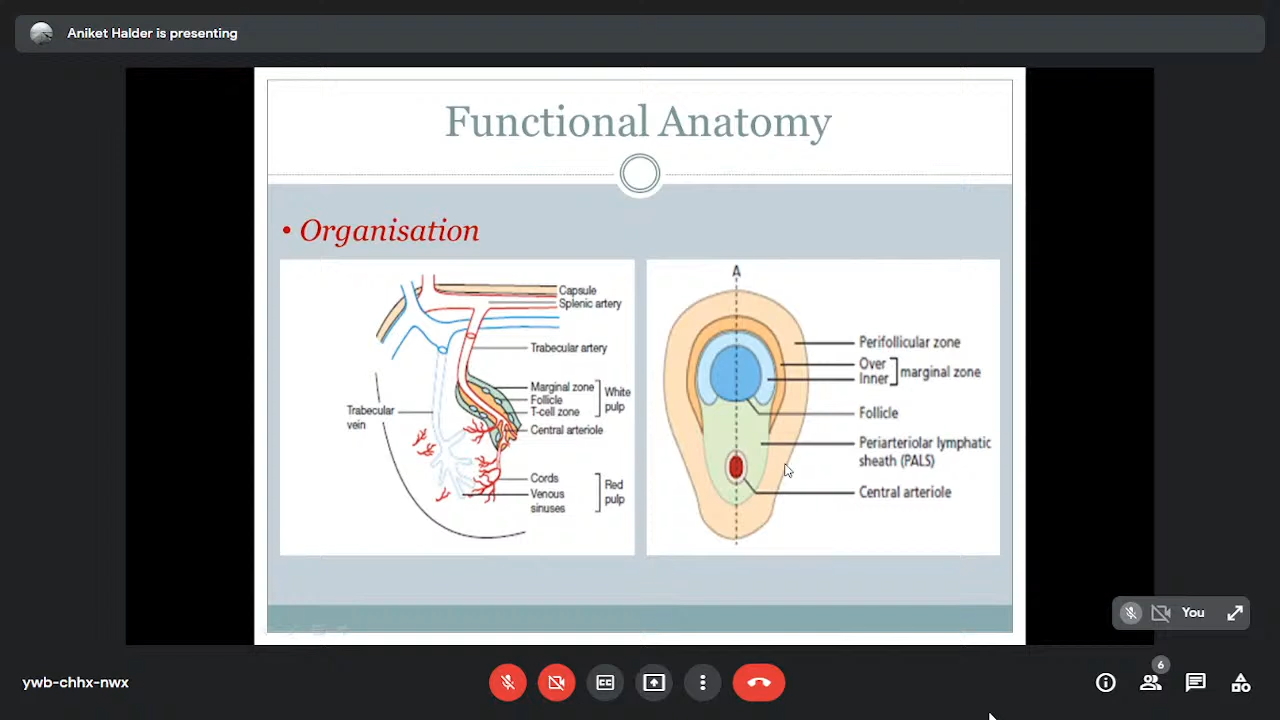 Aniket Halder is presenting
Functional Anatomy
• Organisation
Capsule
Splenic artery
Trabecular artery
Marginal zone
Follicle
T-cell zone
White
pulp
Central arteriole
Trabecular
vein
Cords
Venous
sinuses
Red
pulp
A
Perifollicular zone
Over
Inner
marginal zone
Follicle
Periarteriolar lymphatic
sheath (PALS)
Central arteriole
You
ywb-chhx-nwx
CC
6